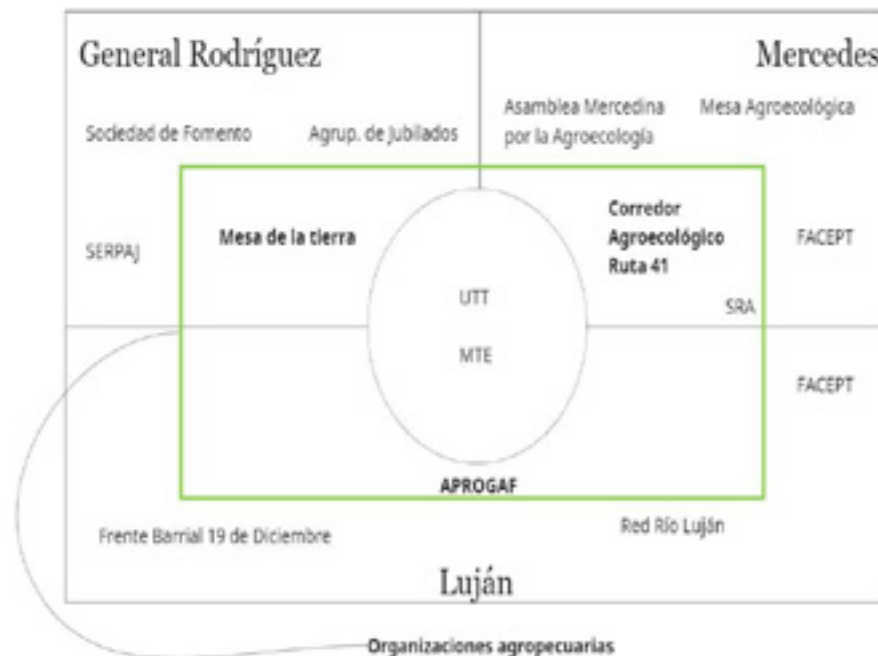 General Rodríguez
Mercedes
Sociedad de Fomento
Agrup. de Jubilados
Asamblea Mercedina
por la Agroecología
Mesa Agroecológica
Mesa de la tierra
Corredor
Agroecológico
Ruta 41
FACEPT
SERPAJ
UTT
SRA
MTE
FACEPT
APROGAF
Frente Barrial 19 de Diciembre
Red Río Luján
Luján
Organizaciones agropecuarias